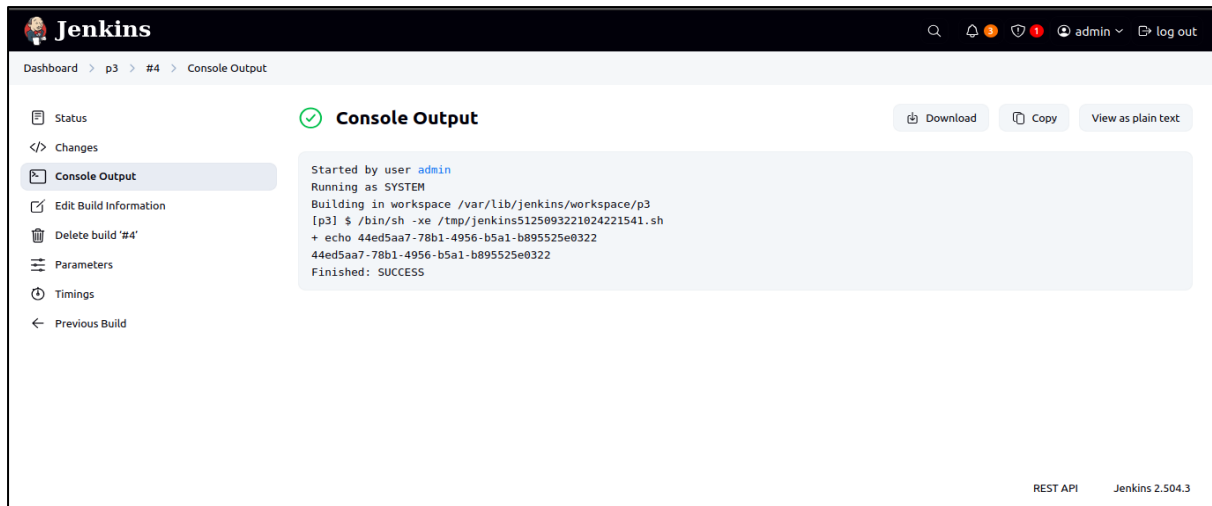 Jenkins
3
1
admin
log out
Dashboard > p3 > #4 > Console Output
Status
Changes
Console Output
Edit Build Information
Delete build ‘#4’
Parameters
Timings
Previous Build
Console Output
Download
Copy
View as plain text
Started by user admin
Running as SYSTEM
Building in workspace /var/lib/jenkins/workspace/p3
[p3] $ /bin/sh -xe /tmp/jenkins5125093221024221541.sh
+ echo 44ed5aa7-78b1-4956-b5a1-b895525e0322
44ed5aa7-78b1-4956-b5a1-b895525e0322
Finished: SUCCESS
REST API
Jenkins 2.504.3